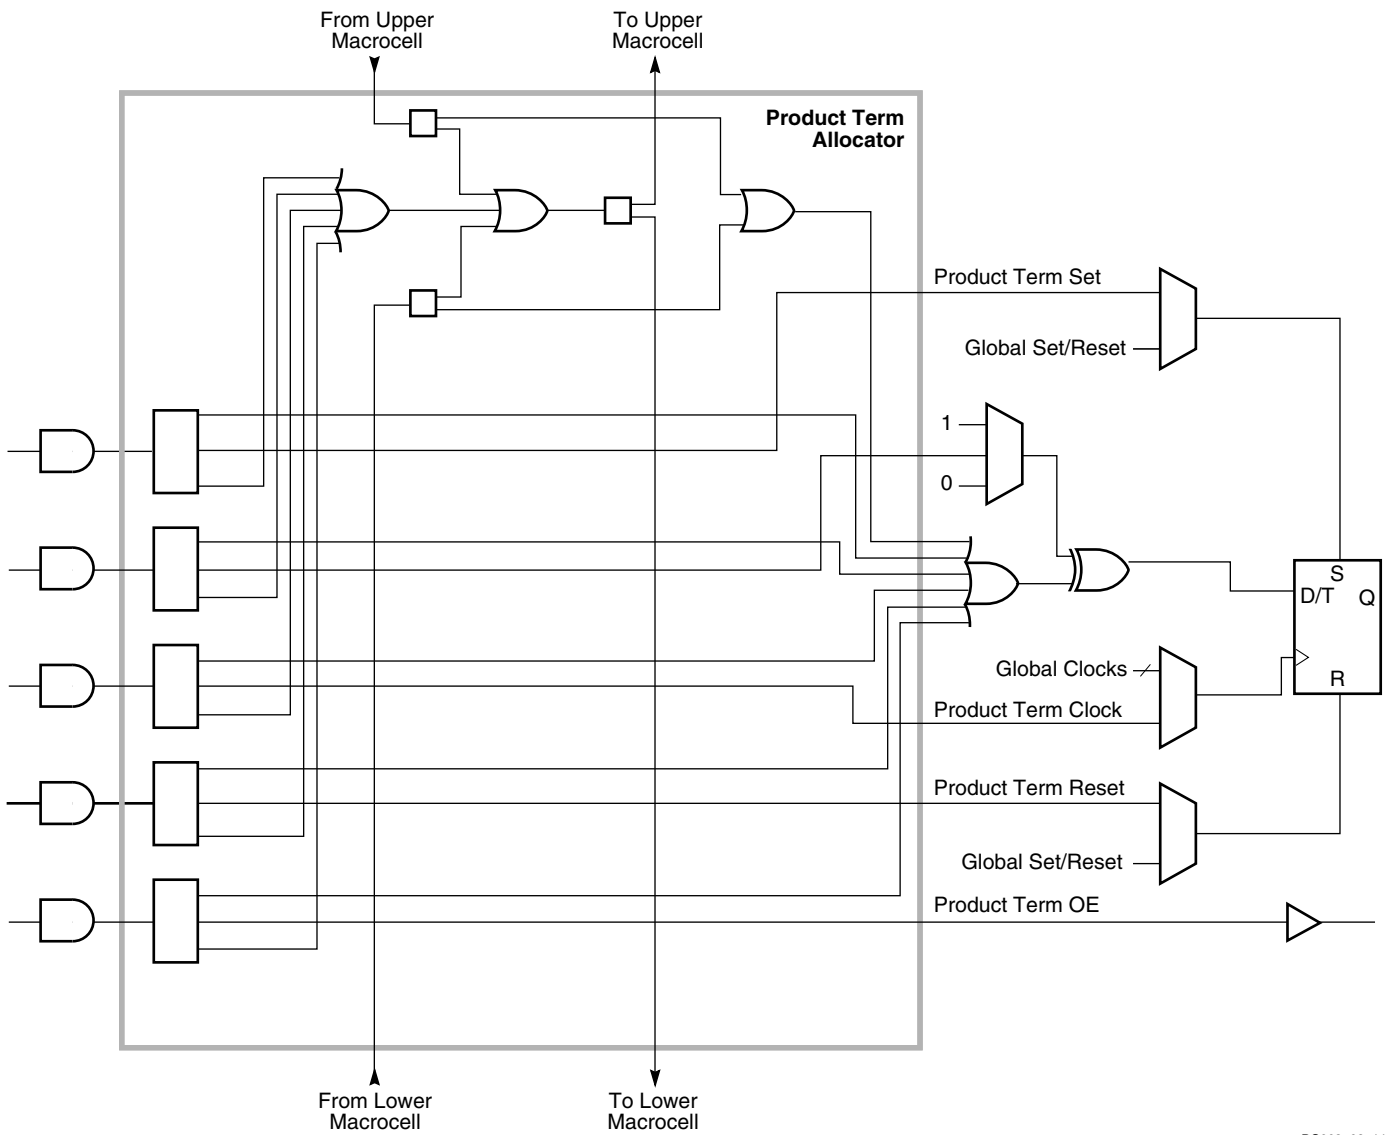 From Upper
Macrocell
To Upper
Macrocell
Product Term
Allocator
Product Term Set
Global Set/Reset
1
0
S
D/T
Q
R
Global Clocks
Product Term Clock
Product Term Reset
Global Set/Reset
Product Term OE
From Lower
Macrocell
To Lower
Macrocell